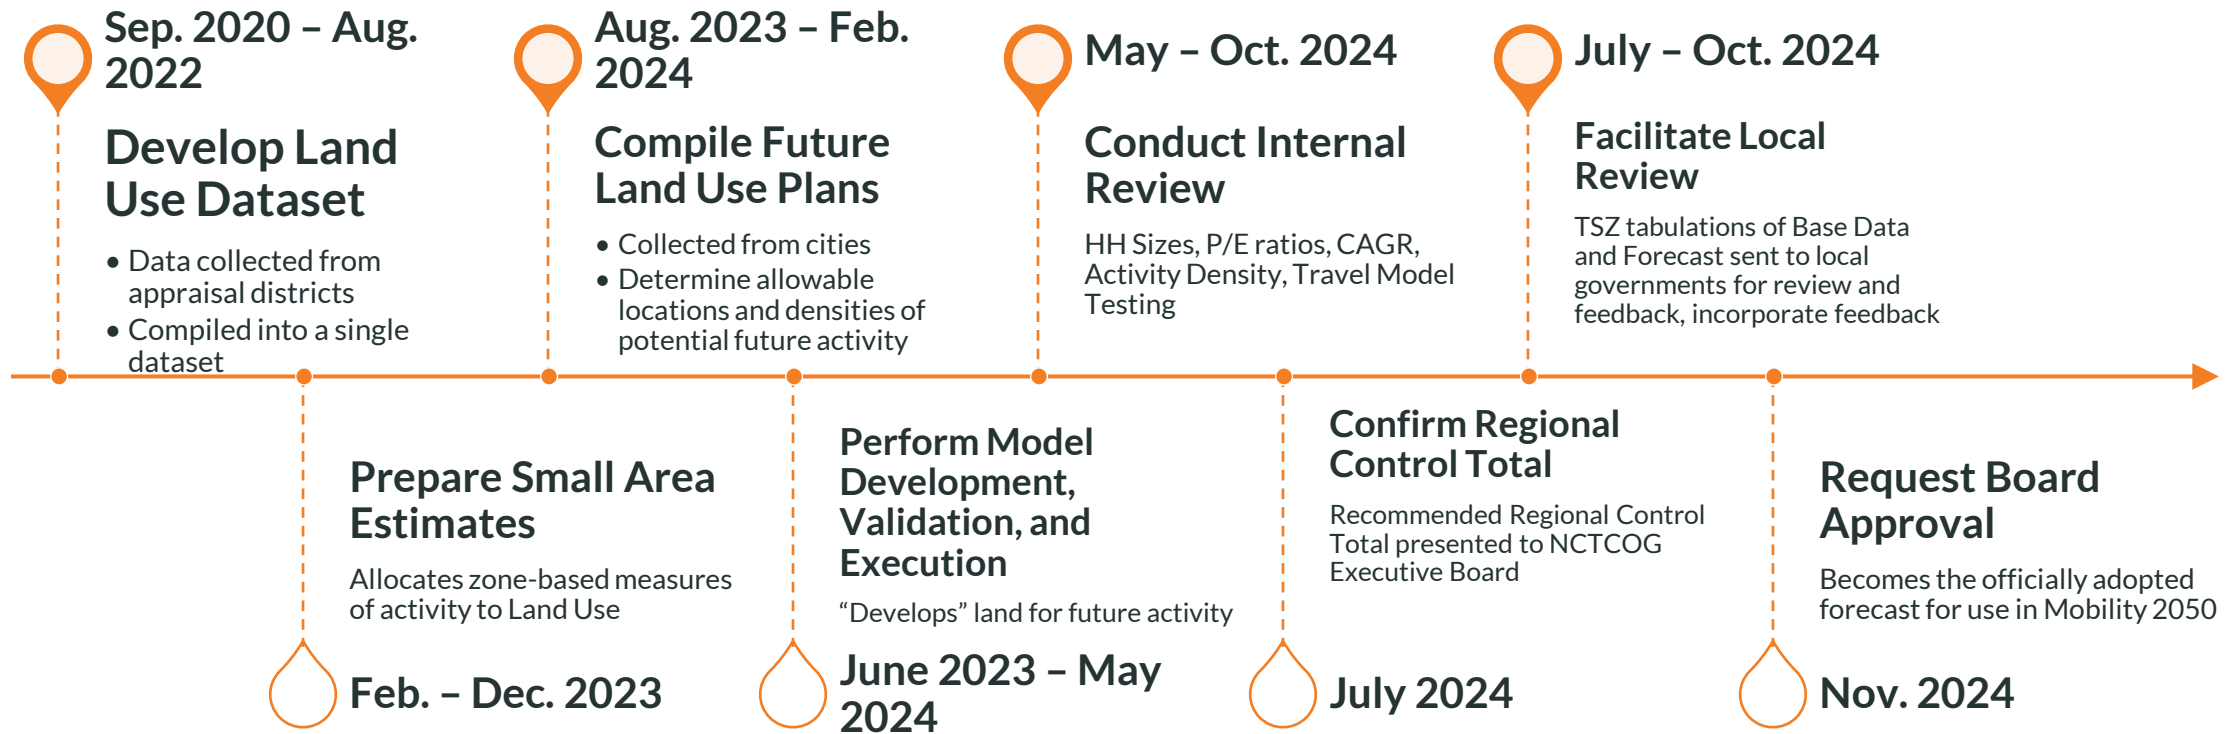 Sep. 2020 – Aug.
2022
Develop Land
Use Dataset
• Data collected from
appraisal districts
• Compiled into a single
dataset
Prepare Small Area
Estimates
Allocates zone-based measures
of activity to Land Use
Feb. – Dec. 2023
Aug. 2023 – Feb.
2024
Compile Future
Land Use Plans
• Collected from cities
• Determine allowable
locations and densities of
potential future activity
Perform Model
Development,
Validation, and
Execution
“Develops” land for future activity
June 2023 – May
2024
May – Oct. 2024
Conduct Internal
Review
HH Sizes, P/E ratios, CAGR,
Activity Density, Travel Model
Testing
Confirm Regional
Control Total
Recommended Regional Control
Total presented to NCTCOG
Executive Board
July 2024
July – Oct. 2024
Facilitate Local
Review
TSZ tabulations of Base Data
and Forecast sent to local
governments for review and
feedback, incorporate feedback
Request Board
Approval
Becomes the officially adopted
forecast for use in Mobility 2050
Nov. 2024